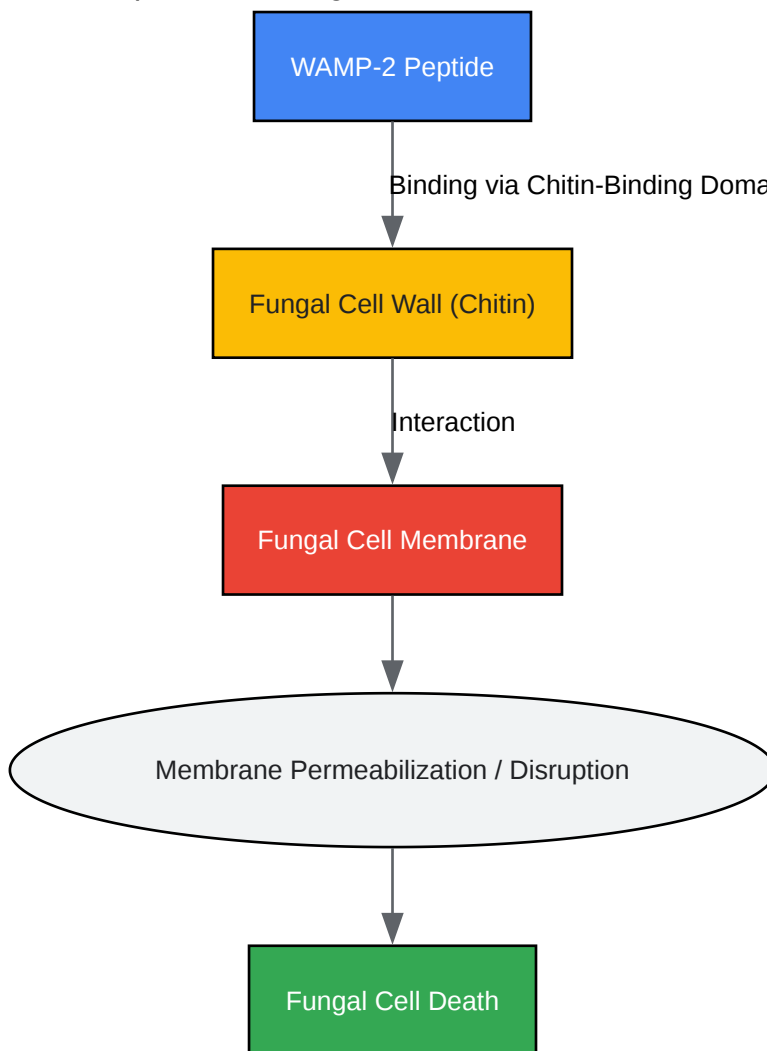 WAMP-2 Peptide
Binding via Chitin-Binding Doma
Fungal Cell Wall (Chitin)
Interaction
Fungal Cell Membrane
Membrane Permeabilization / Disruption
Fungal Cell Death